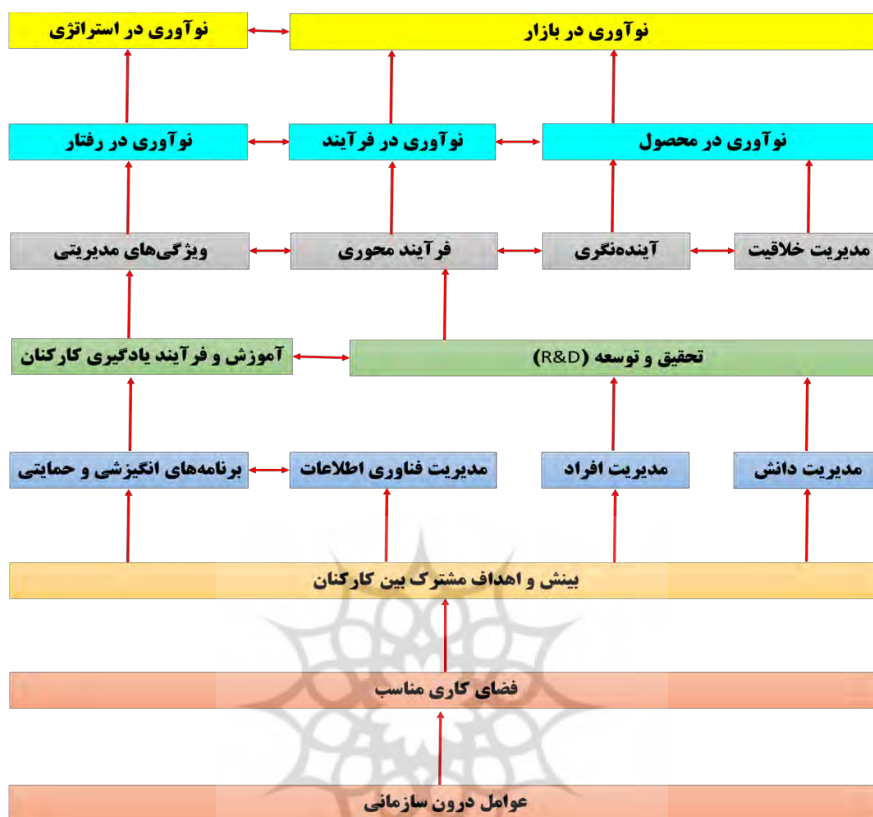 نوآوری در بازار
نوآوری در استراتژی
نوآوری در محصول
نوآوری در فرآیند
نوآوری در رفتار
مدیریت خلاقیت
آینده‌نگری
فرآیند محوری
ویژگی‌های مدیریتی
تحقیق و توسعه (R&D)
آموزش و فرآیند یادگیری کارکنان
مدیریت دانش
مدیریت افراد
مدیریت فناوری اطلاعات
برنامه‌های انگیزشی و حمایتی
بینش و اهداف مشترک بین کارکنان
فضای کاری مناسب
عوامل درون سازمانی